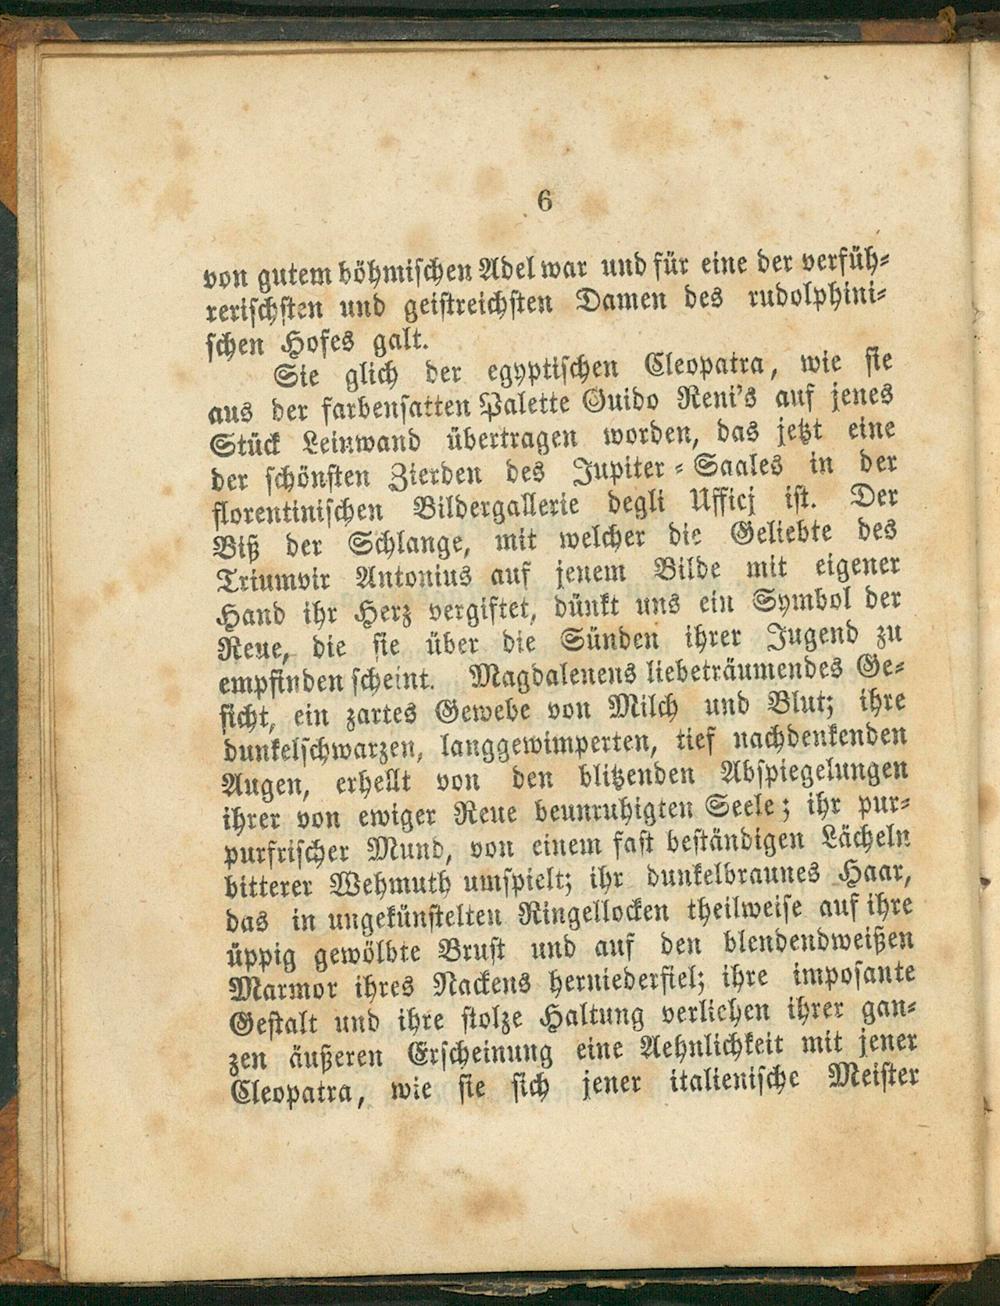 6
von gutem böhmischen Adel war und für eine der verfüh-
rerischsten und geistreichsten Damen des rudolphini-
schen Hofes galt.
Sie glich der egyptischen Cleopatra, wie sie
aus der farbensatten Palette Guido Reni's auf jenes
Stück Leinwand übertragen worden, das jetzt eine
der schönsten Zierden des Jupiter-Saales in der
florentinischen Bildergallerie degli Ufficj ist. Der
Biß der Schlange, mit welcher die Geliebte des
Triumvir Antonius auf jenem Bilde mit eigener
Hand ihr Herz vergiftet, dünkt uns ein Symbol der
Reue, die sie über die Sünden ihrer Jugend zu
empfinden scheint. Magdalenens liebeträumendes Ge-
sicht, ein zartes Gewebe von Milch und Blut; ihre
dunkelschwarzen, langgewimperten, tief nachdenkenden
Augen, erhellt von den blitzenden Abspiegelungen
ihrer von ewiger Reue beunruhigten Seele; ihr pur-
purfrischer Mund, von einem fast beständigen Lächeln
bitterer Wehmuth umspielt; ihr dunkelbraunes Haar,
das in ungekünstelten Ringellocken theilweise auf ihre
üppig gewölbte Brust und auf den blendendweißen
Marmor ihres Nackens herniederfiel; ihre imposante
Gestalt und ihre stolze Haltung verliehen ihrer gan-
zen äußeren Erscheinung eine Aehnlichkeit mit jener
Cleopatra, wie sie sich jener italienische Meister